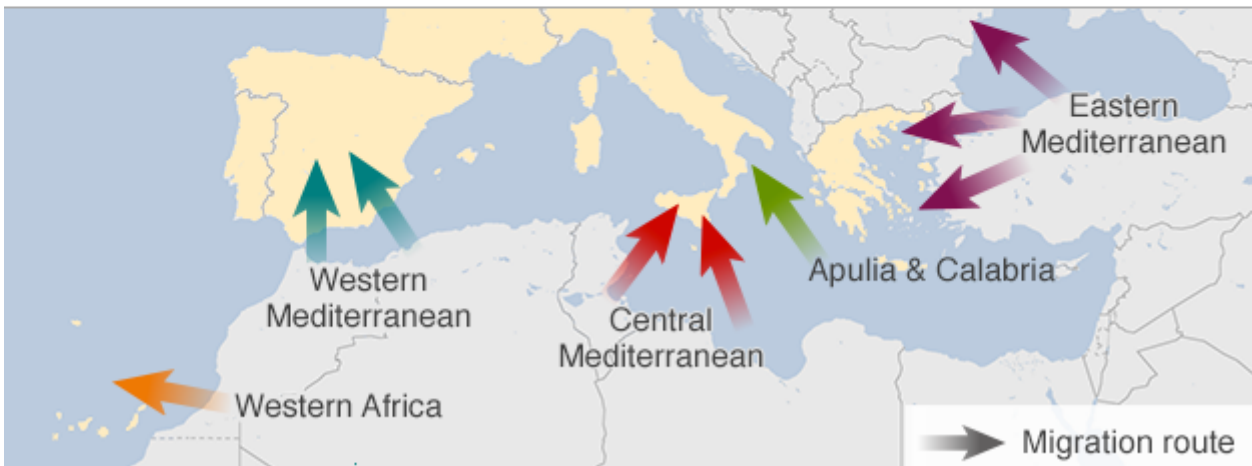 Eastern
Mediterranean
Apulia & Calabria
Western
Mediterranean
Central
Mediterranean
Western Africa
Migration route